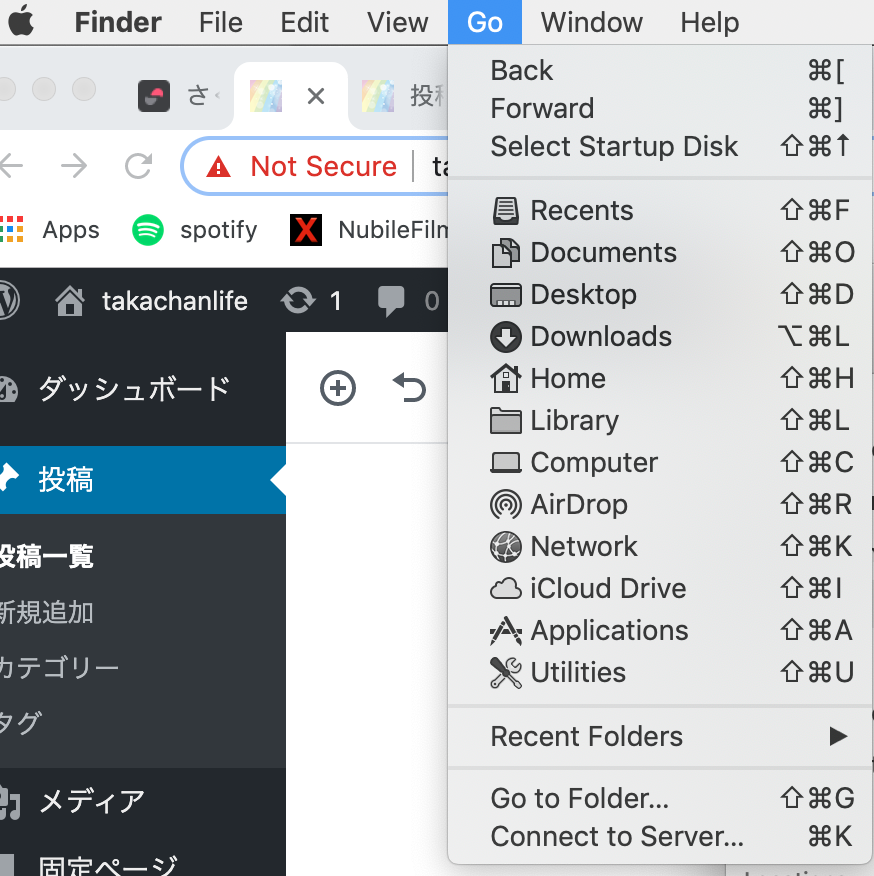 Finder File Edit View Go Window Help
Back ⌘[
Forward ⌘]
Select Startup Disk ⇧⌘↑
Recents ⇧⌘F
Documents ⇧⌘O
Desktop ⇧⌘D
Downloads ⌥⌘L
Home ⇧⌘H
Library ⇧⌘L
Computer ⇧⌘C
AirDrop ⇧⌘R
Network ⇧⌘K
iCloud Drive ⇧⌘I
Applications ⇧⌘A
Utilities ⇧⌘U
Recent Folders ▶
Go to Folder... ⇧⌘G
Connect to Server... ⌘K
さ
投稿
Not Secure ta
Apps spotify NubileFilm
takachanlife 1 0
ダッシュボード
投稿
投稿一覧
新規追加
カテゴリー
タグ
メディア
固定ページ